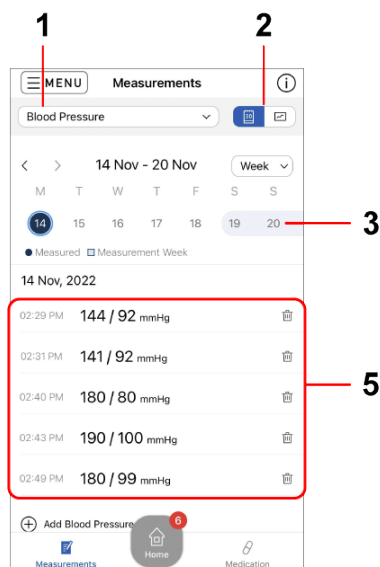 1
2
MENU
Measurements
Blood Pressure
14 Nov - 20 Nov
Week
M T W T F S S
14 15 16 17 18 19 20
3
Measured Measurement Week
14 Nov, 2022
02:29 PM 144 / 92 mmHg
02:31 PM 141 / 92 mmHg
5
02:40 PM 180 / 80 mmHg
02:43 PM 190 / 100 mmHg
02:49 PM 180 / 99 mmHg
Add Blood Pressure
6
Measurements
Home
Medication